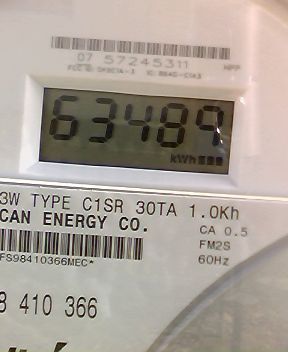 07 57245311
63489
kWh
3W TYPE C1SR 30TA 1.0Kh
CAN ENERGY CO.
CA 0.5
FM2S
FS98410366MEC*
60Hz
8 410 366